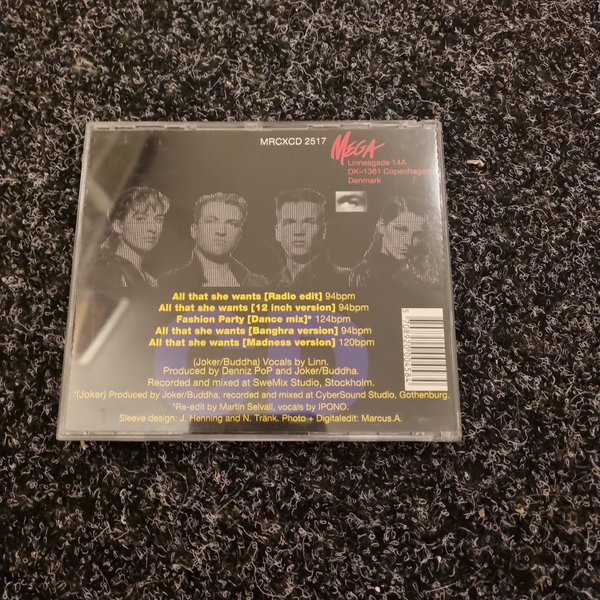 MRCXCD 2517
MEGA
Linnesgade 14A
DK-1361 Copenhagen
Denmark
All that she wants [Radio edit] 94bpm
All that she wants [12 inch version] 94bpm
Fashion Party [Dance mix]* 124bpm
All that she wants [Banghra version] 94bpm
All that she wants [Madness version] 120bpm
(Joker/Buddha) Vocals by Linn.
Produced by Denniz PoP and Joker/Buddha.
Recorded and mixed at SweMix Studio, Stockholm.
*(Joker) Produced by Joker/Buddha, recorded and mixed at CyberSound Studio, Gothenburg.
*Re-edit by Martin Selvall, vocals by IPONO.
Sleeve design: J. Henning and N. Tränk. Photo + Digitaledit: Marcus.A.